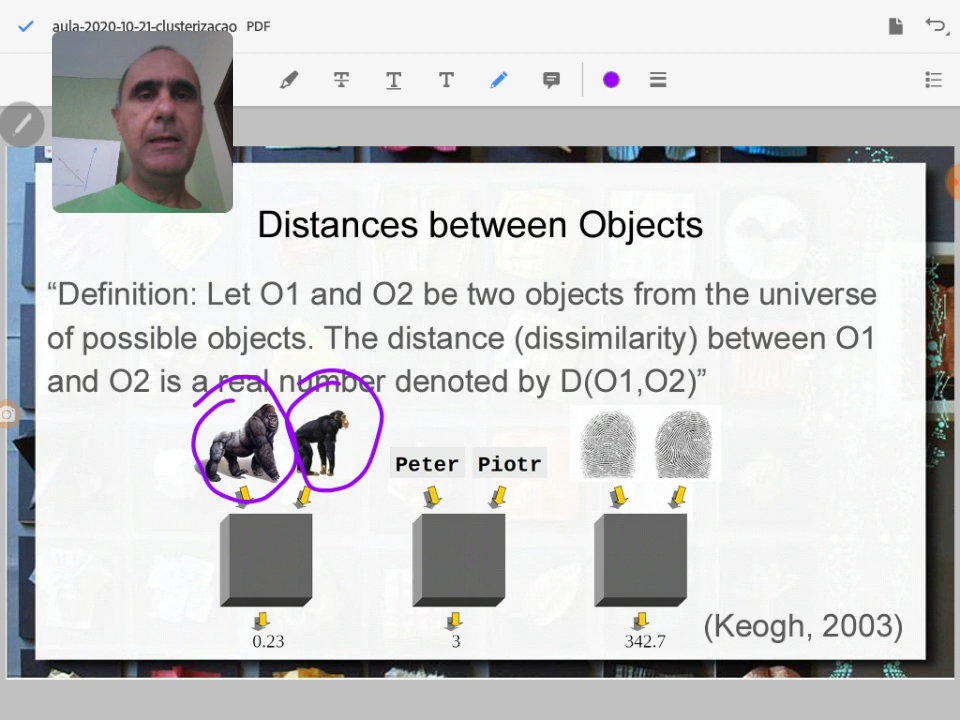 aula-2020-10-21-clusterizacao PDF
T T T
Distances between Objects
“Definition: Let O1 and O2 be two objects from the universe
of possible objects. The distance (dissimilarity) between O1
and O2 is a real number denoted by D(O1,O2)”
Peter Piotr
(Keogh, 2003)
0.23 3 342.7